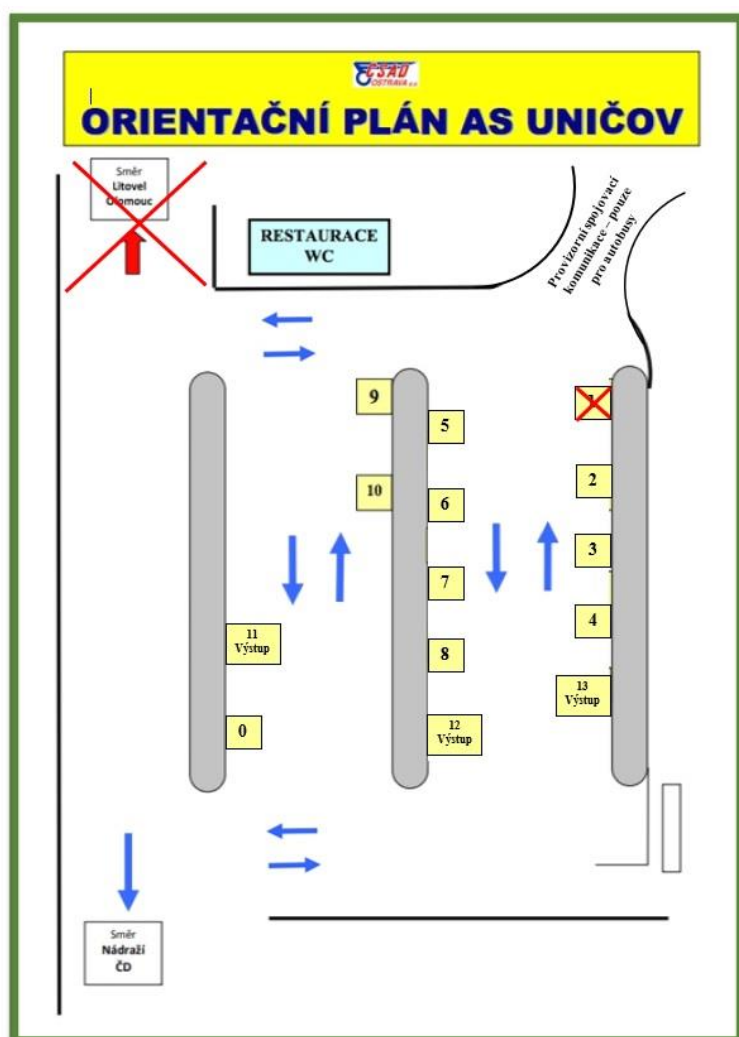 ČSAD
OSTRAVA a.s.
ORIENTAČNÍ PLÁN AS UNIČOV
Směr
Litovel
Olomouc
RESTAURACE
WC
Provizorní spojovací
komunikace – pouze
pro autobusy
9
5
1
10
6
2
7
3
11
Výstup
8
4
0
12
Výstup
13
Výstup
Směr
Nádraží
ČD